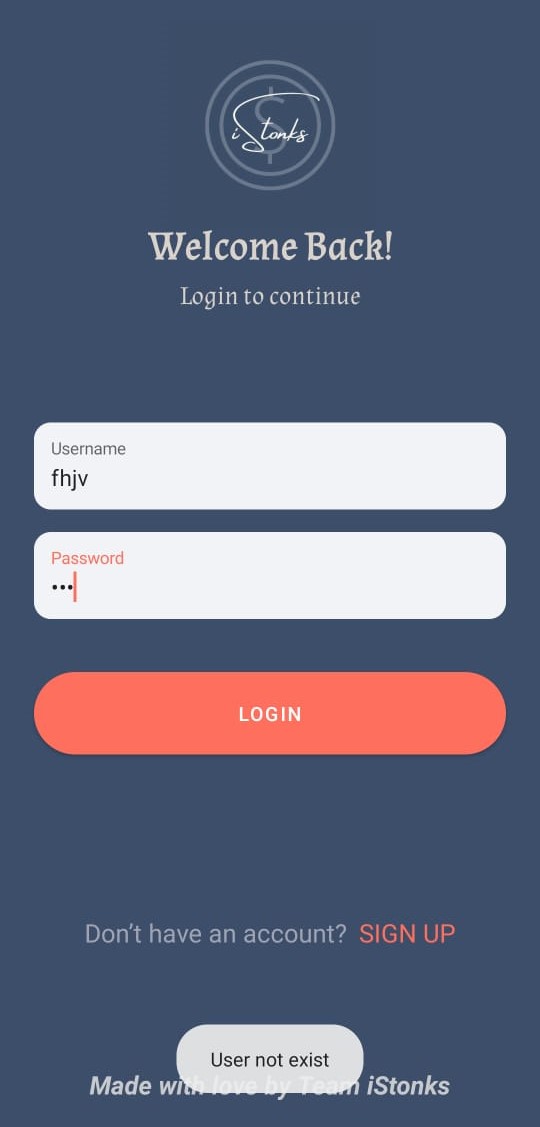 iStonks
Welcome Back!
Login to continue
Username
fhjv
Password
•••
LOGIN
Don’t have an account? SIGN UP
User not exist
Made with love by Team iStonks